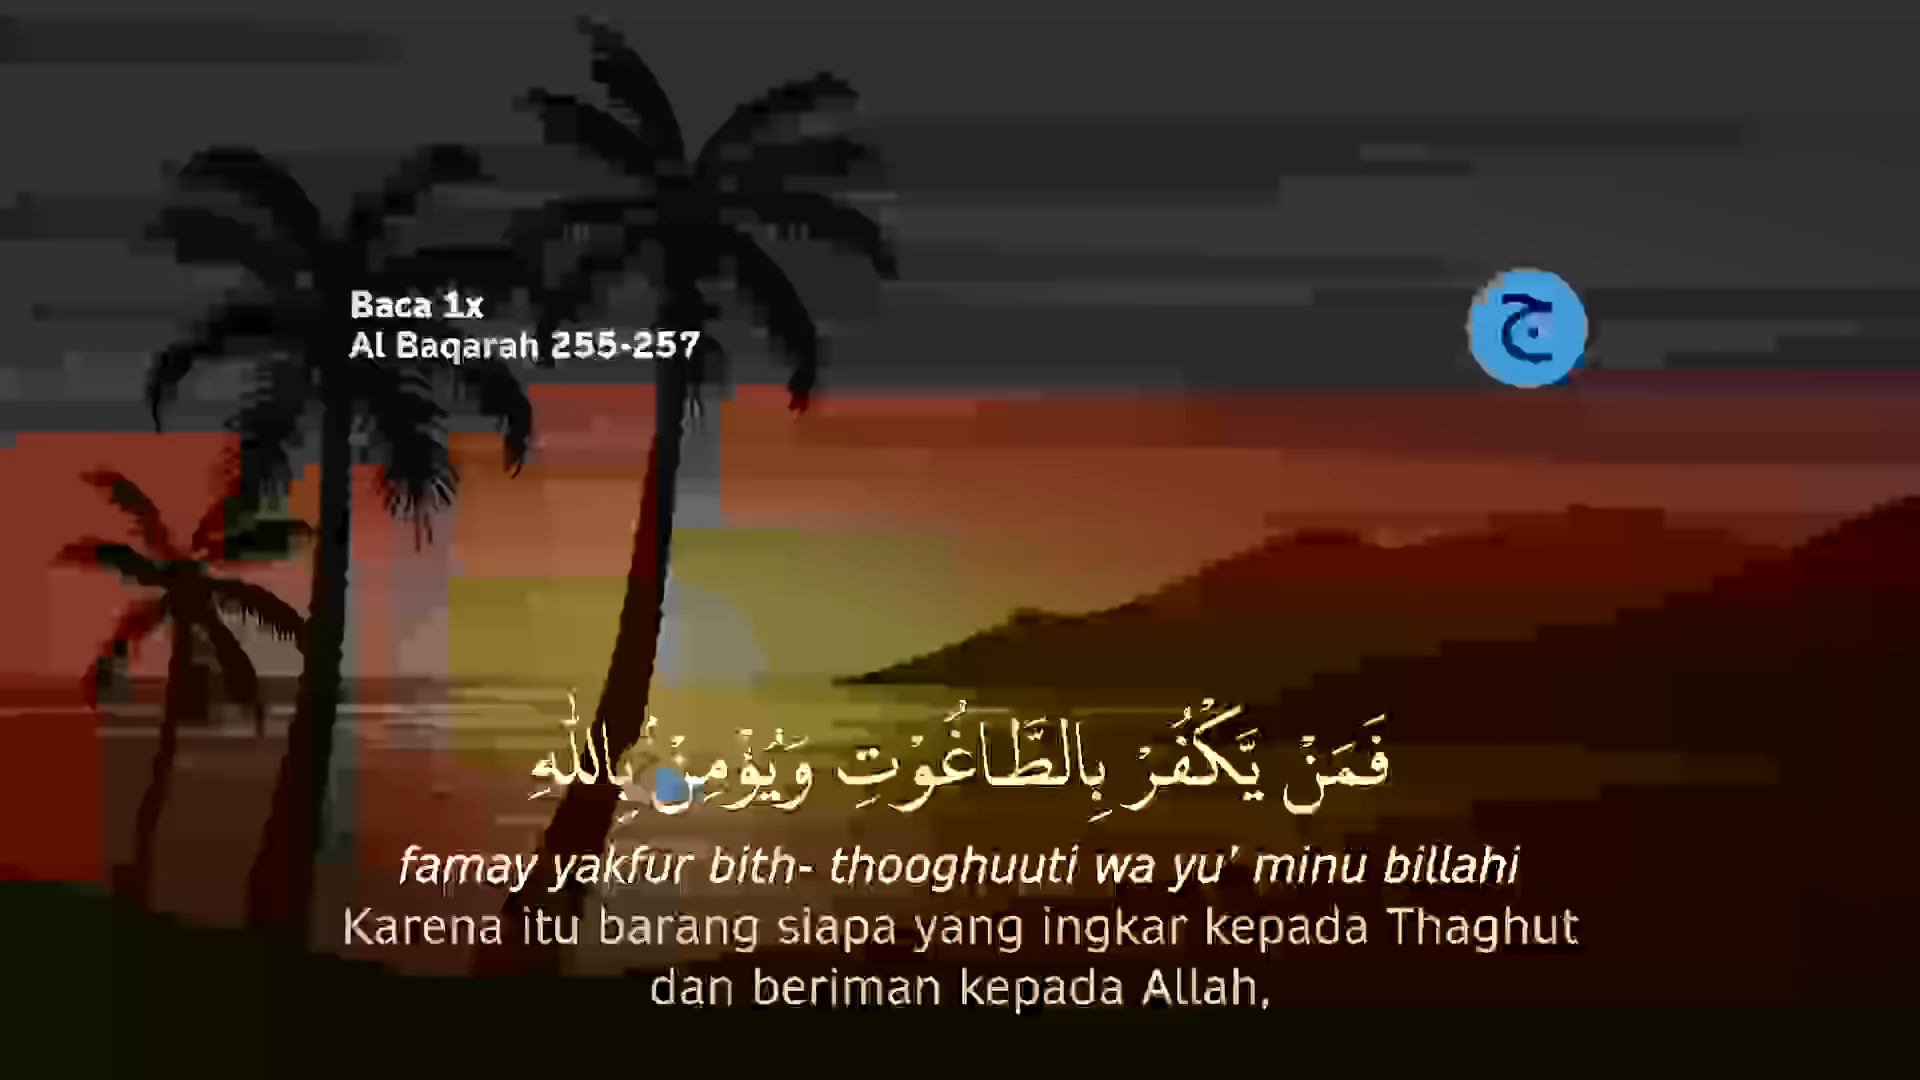 Baca 1x
Al Baqarah 255-257
ج
فَمَنْ يَّكْفُرْ بِالطَّاغُوْتِ وَيُؤْمِنْۢ بِاللّٰهِ
famay yakfur bith- thooghuuti wa yu' minu billahi
Karena itu barang siapa yang ingkar kepada Thaghut
dan beriman kepada Allah,